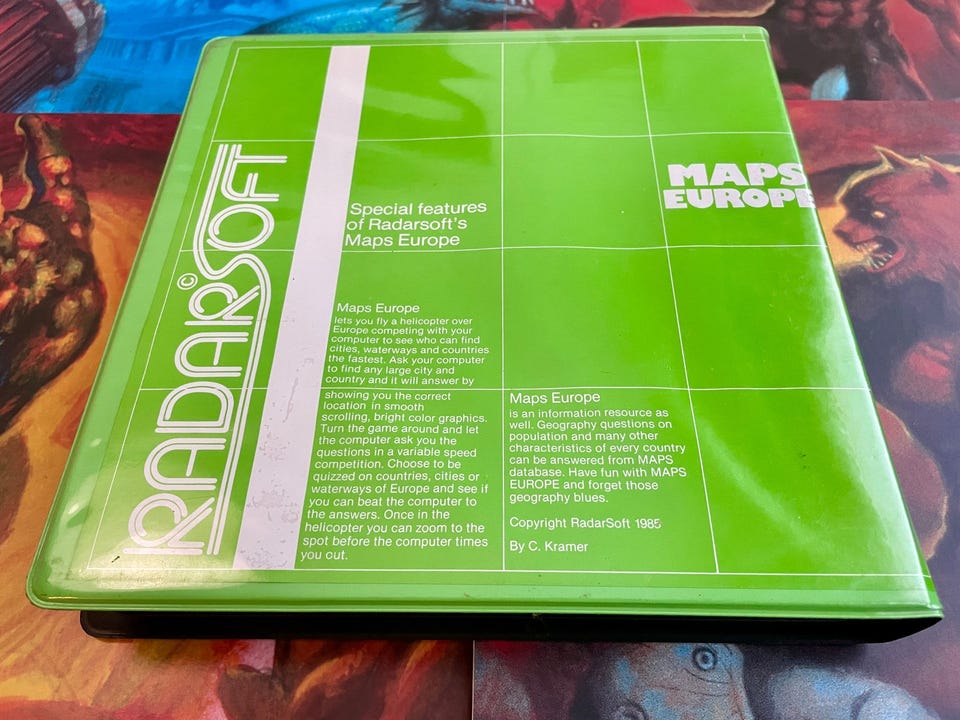 RADARSOFT
©
Special features
of Radarsoft's
Maps Europe
Maps Europe
lets you fly a helicopter over
Europe competing with your
computer to see who can find
cities, waterways and countries
the fastest. Ask your computer
to find any large city and
country and it will answer by
showing you the correct
location in smooth
scrolling, bright color graphics.
Turn the game around and let
the computer ask you the
questions in a variable speed
competition. Choose to be
quizzed on countries, cities or
waterways of Europe and see if
you can beat the computer to
the answers. Once in the
helicopter you can zoom to the
spot before the computer times
you out.
Maps Europe
is an information resource as
well. Geography questions on
population and many other
characteristics of every country
can be answered from MAPS
database. Have fun with MAPS
EUROPE and forget those
geography blues.
Copyright RadarSoft 1985
By C. Kramer
MAPS
EUROPE